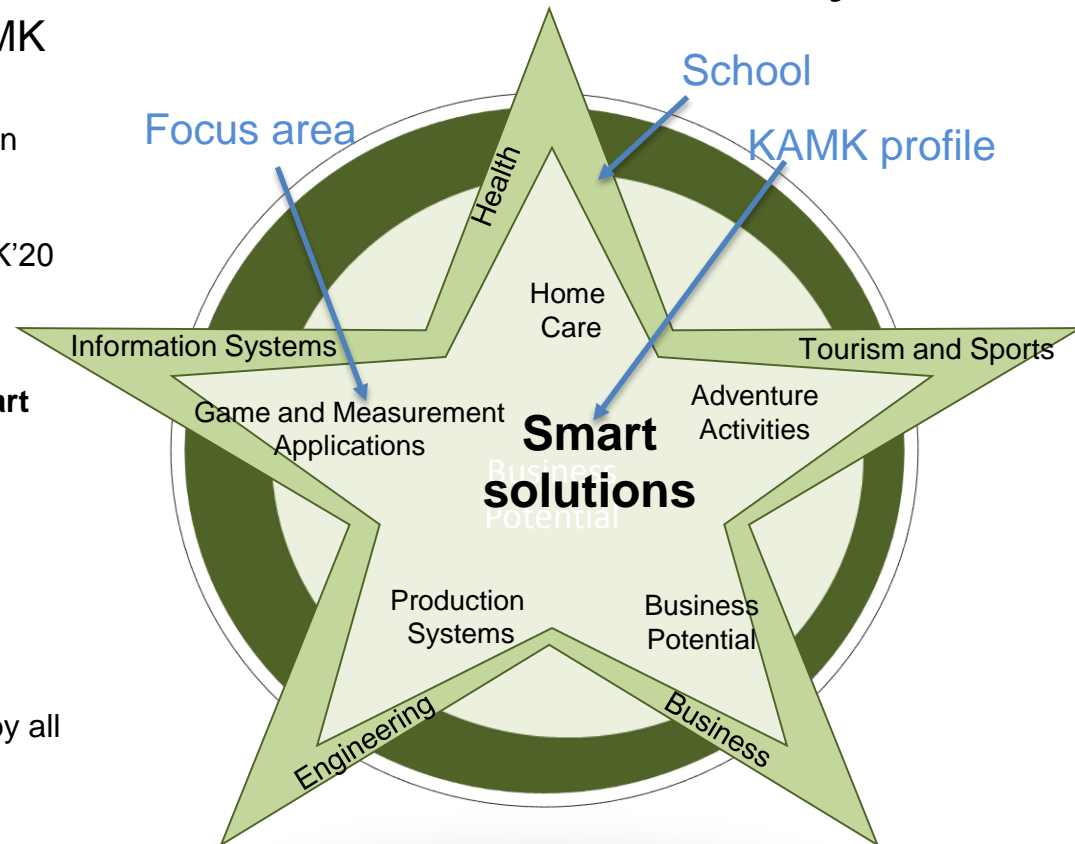 MK
n
K’20
art
by all
School
Focus area
KAMK profile
Health
Home
Care
Information Systems
Tourism and Sports
Game and Measurement
Applications
Adventure
Activities
Smart
solutions
Business
Potential
Production
Systems
Business
Potential
Engineering
Business